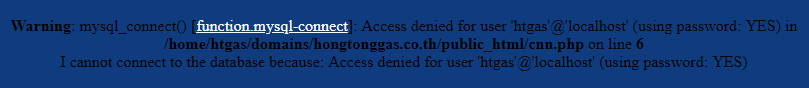 Warning: mysql_connect() [function.mysql-connect]: Access denied for user 'htgas'@'localhost' (using password: YES) in
/home/htgas/domains/hongtonggas.co.th/public_html/cnn.php on line 6
I cannot connect to the database because: Access denied for user 'htgas'@'localhost' (using password: YES)